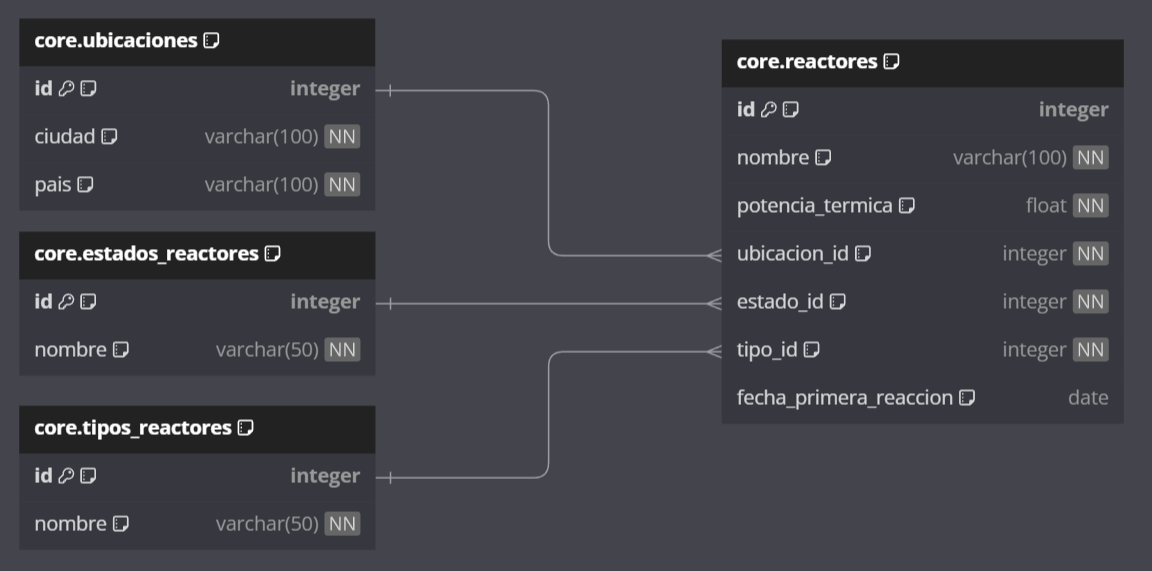 core.ubicaciones
id integer
ciudad varchar(100) NN
pais varchar(100) NN
core.estados_reactores
id integer
nombre varchar(50) NN
core.tipos_reactores
id integer
nombre varchar(50) NN
core.reactores
id integer
nombre varchar(100) NN
potencia_termica float NN
ubicacion_id integer NN
estado_id integer NN
tipo_id integer NN
fecha_primera_reaccion date